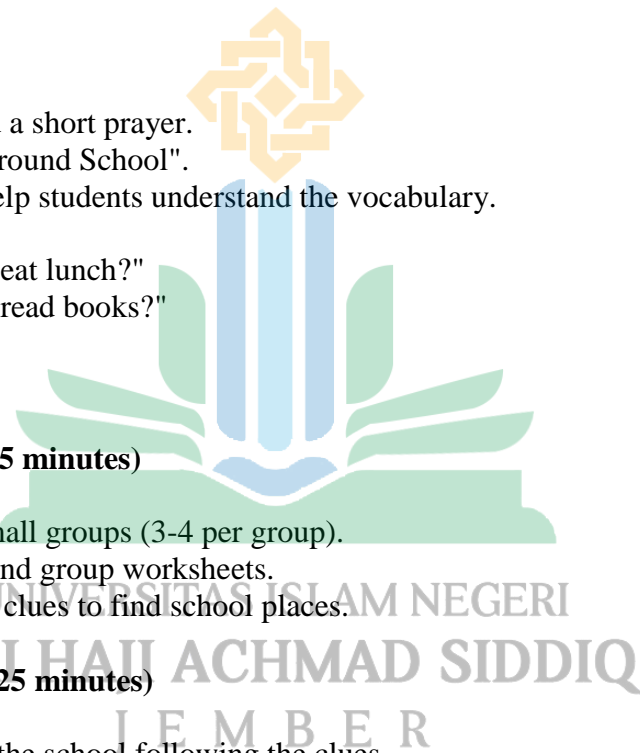 a short prayer.
round School".
elp students understand the vocabulary.
eat lunch?"
read books?"
5 minutes)
nall groups (3-4 per group).
nd group worksheets.
UNIVERSITAS ISLAM NEGERI
clues to find school places.
I HAJI ACHMAD SIDDIQ
25 minutes)
JEMBER
the school following the clues